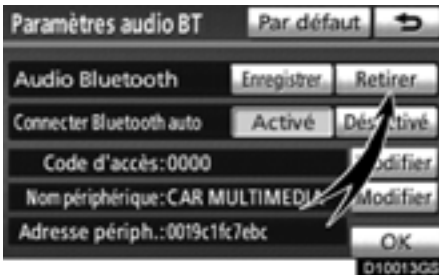 Paramètres audio BT Par défaut
Audio Bluetooth Enregistrer Retirer
Connecter Bluetooth auto Activé Désactivé
Code d'accès:0000 Modifier
Nom périphérique:CAR MULTIMEDIA Modifier
Adresse périph.:0019c1fc7ebc
OK
D10013GS